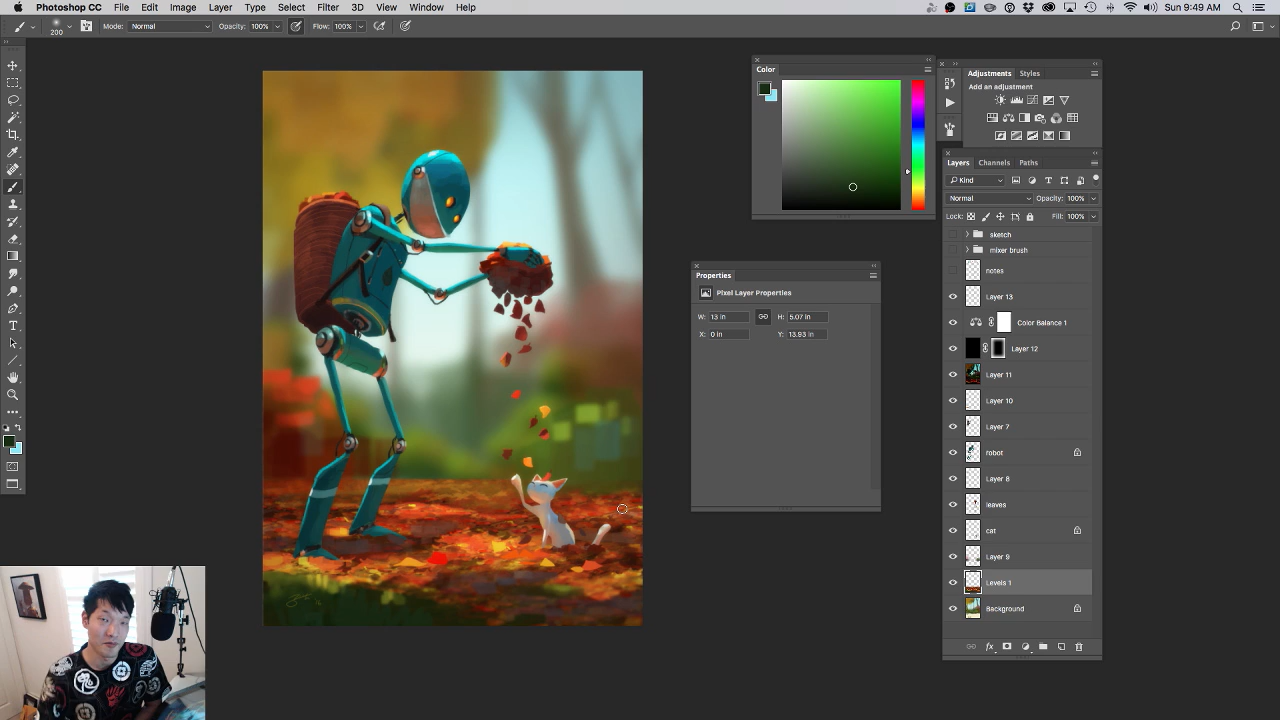 Photoshop CC File Edit Image Layer Type Select Filter 3D View Window Help Sun 9:49 AM
200 Mode: Normal Opacity: 100% Flow: 100%
Color
Adjustments Styles
Add an adjustment
Layers Channels Paths
Kind
Normal Opacity: 100%
Lock: Fill: 100%
sketch
mixer brush
notes
Layer 13
Color Balance 1
Layer 12
Layer 11
Layer 10
Layer 7
robot
Layer 8
leaves
cat
Layer 9
Levels 1
Background
fx
Properties
Pixel Layer Properties
W: 13 in H: 5.07 in
X: 0 in Y: 13.93 in